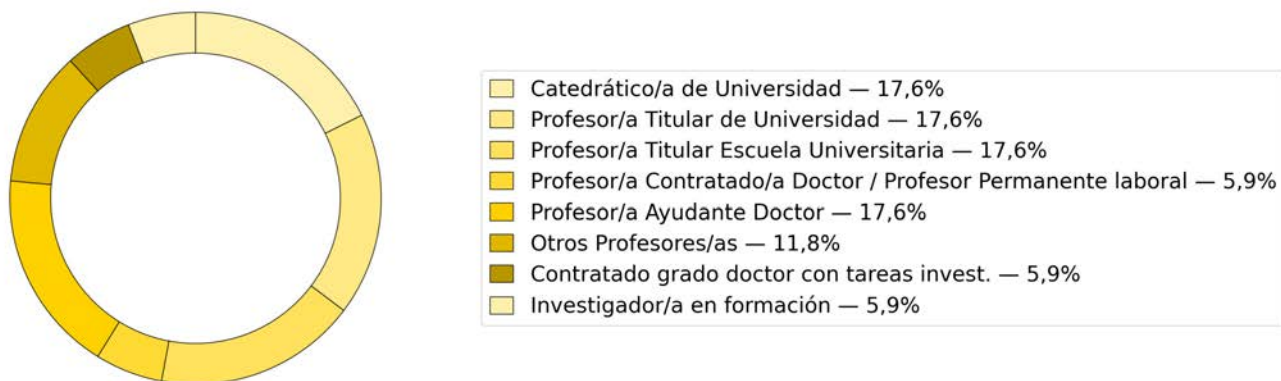 Catedrático/a de Universidad — 17,6%
Profesor/a Titular de Universidad — 17,6%
Profesor/a Titular Escuela Universitaria — 17,6%
Profesor/a Contratado/a Doctor / Profesor Permanente laboral — 5,9%
Profesor/a Ayudante Doctor — 17,6%
Otros Profesores/as — 11,8%
Contratado grado doctor con tareas invest. — 5,9%
Investigador/a en formación — 5,9%